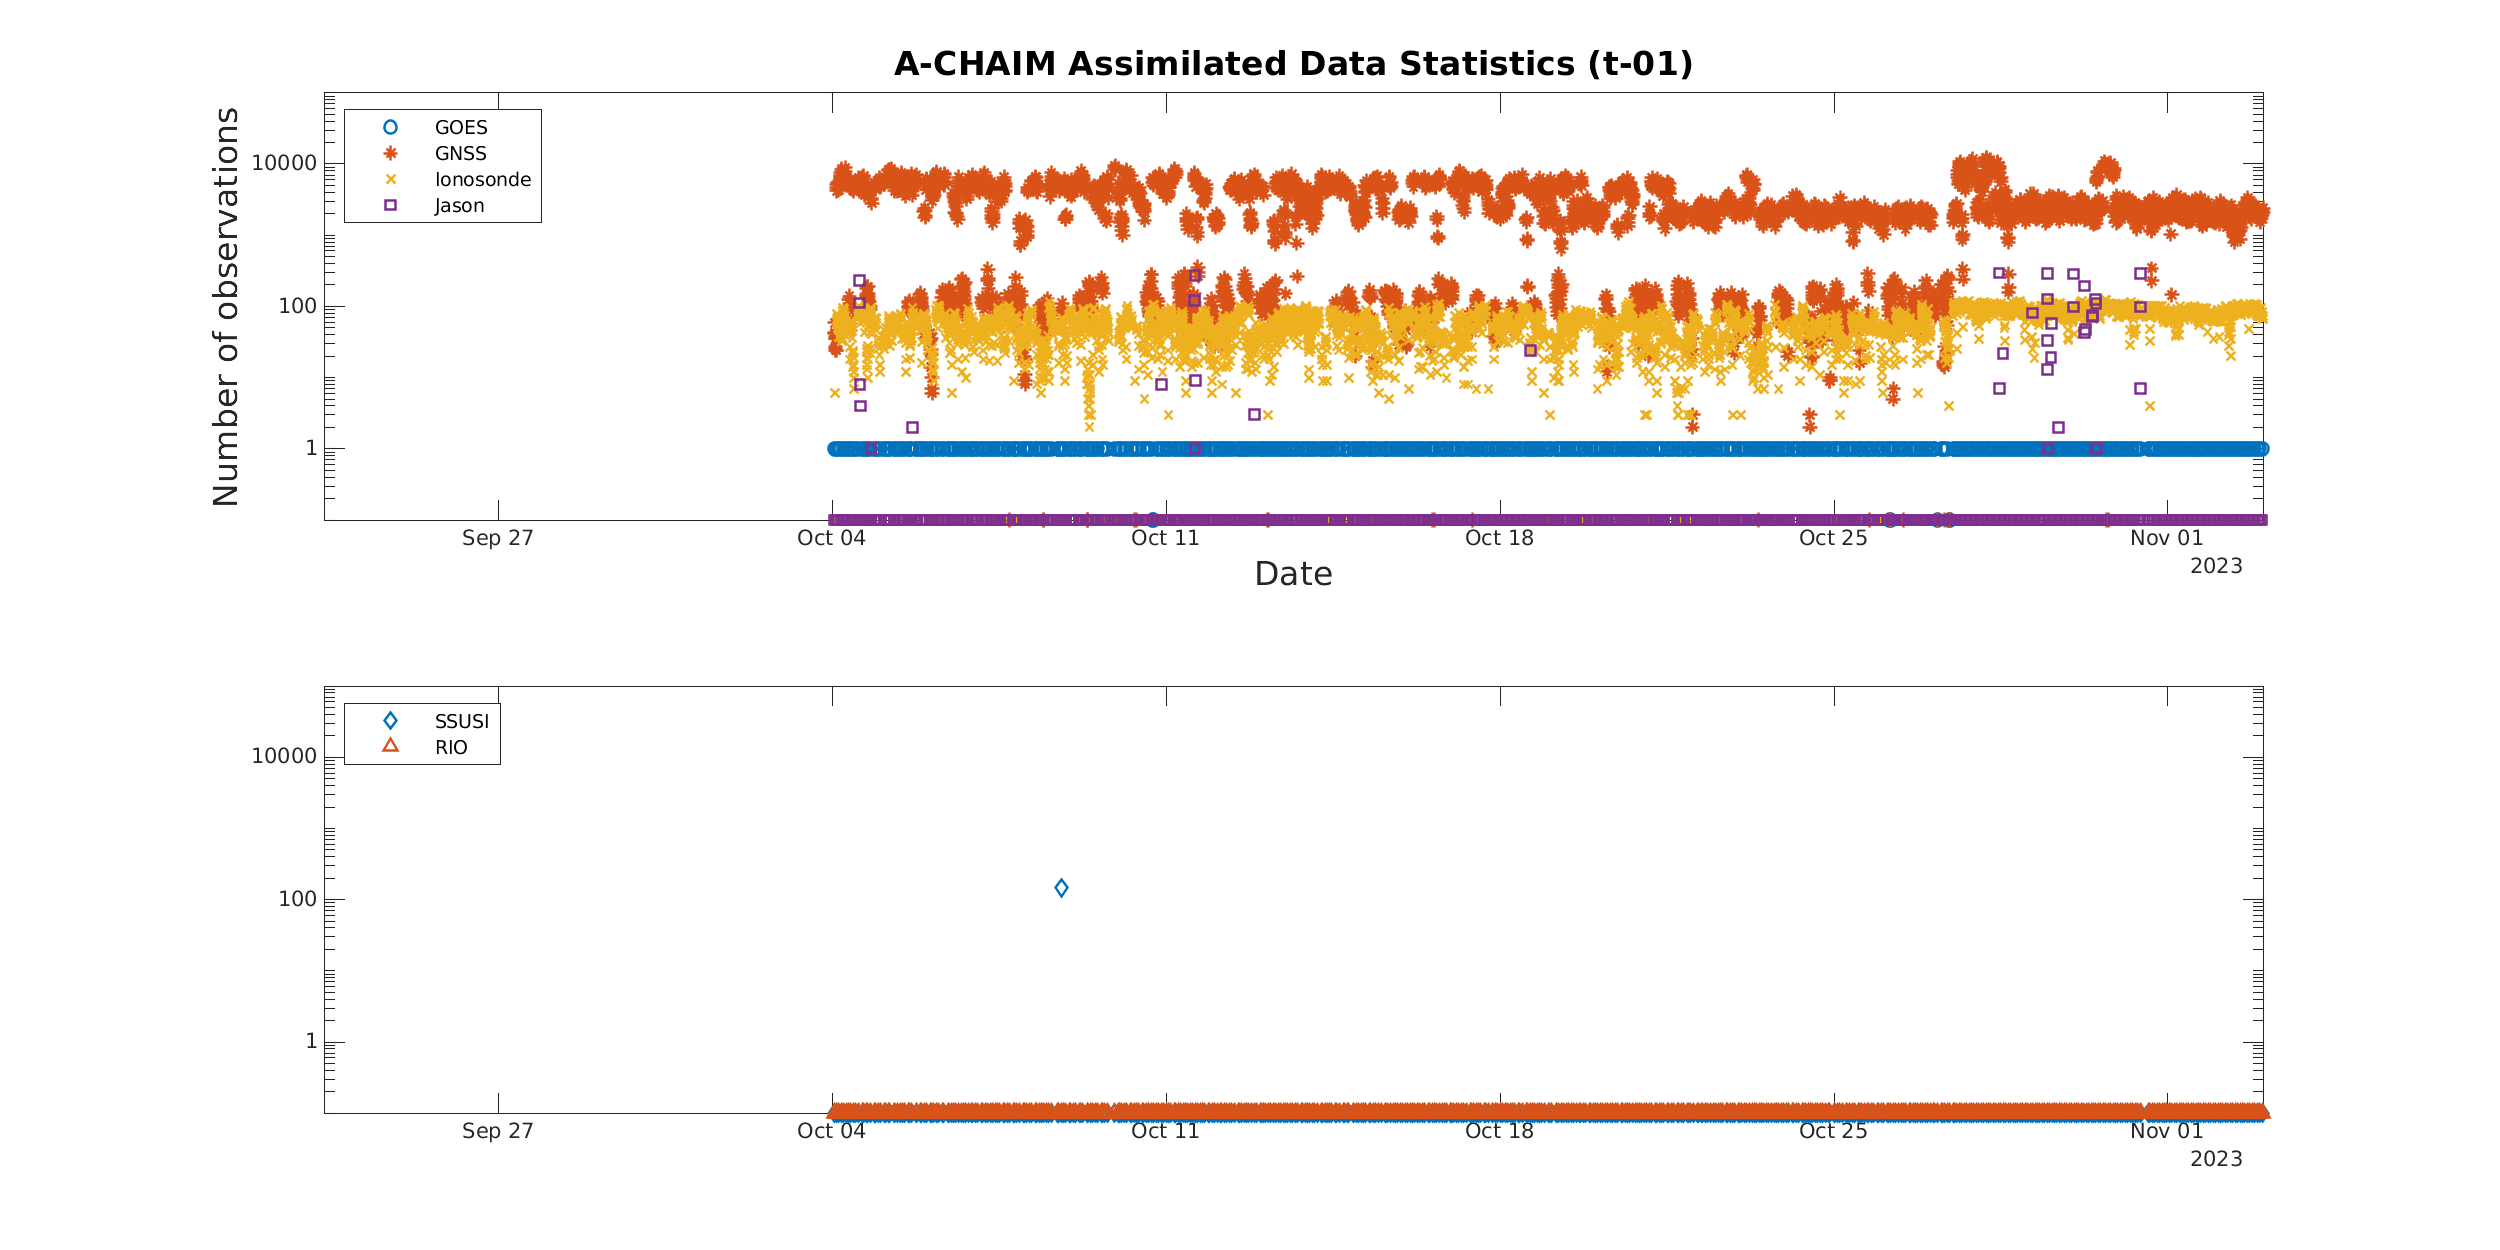 A-CHAIM Assimilated Data Statistics (t-01)
Number of observations
10000
100
1
GOES
GNSS
Ionosonde
Jason
Sep 27
Oct 04
Oct 11
Oct 18
Oct 25
Nov 01
2023
Date
10000
100
1
SSUSI
RIO
Sep 27
Oct 04
Oct 11
Oct 18
Oct 25
Nov 01
2023